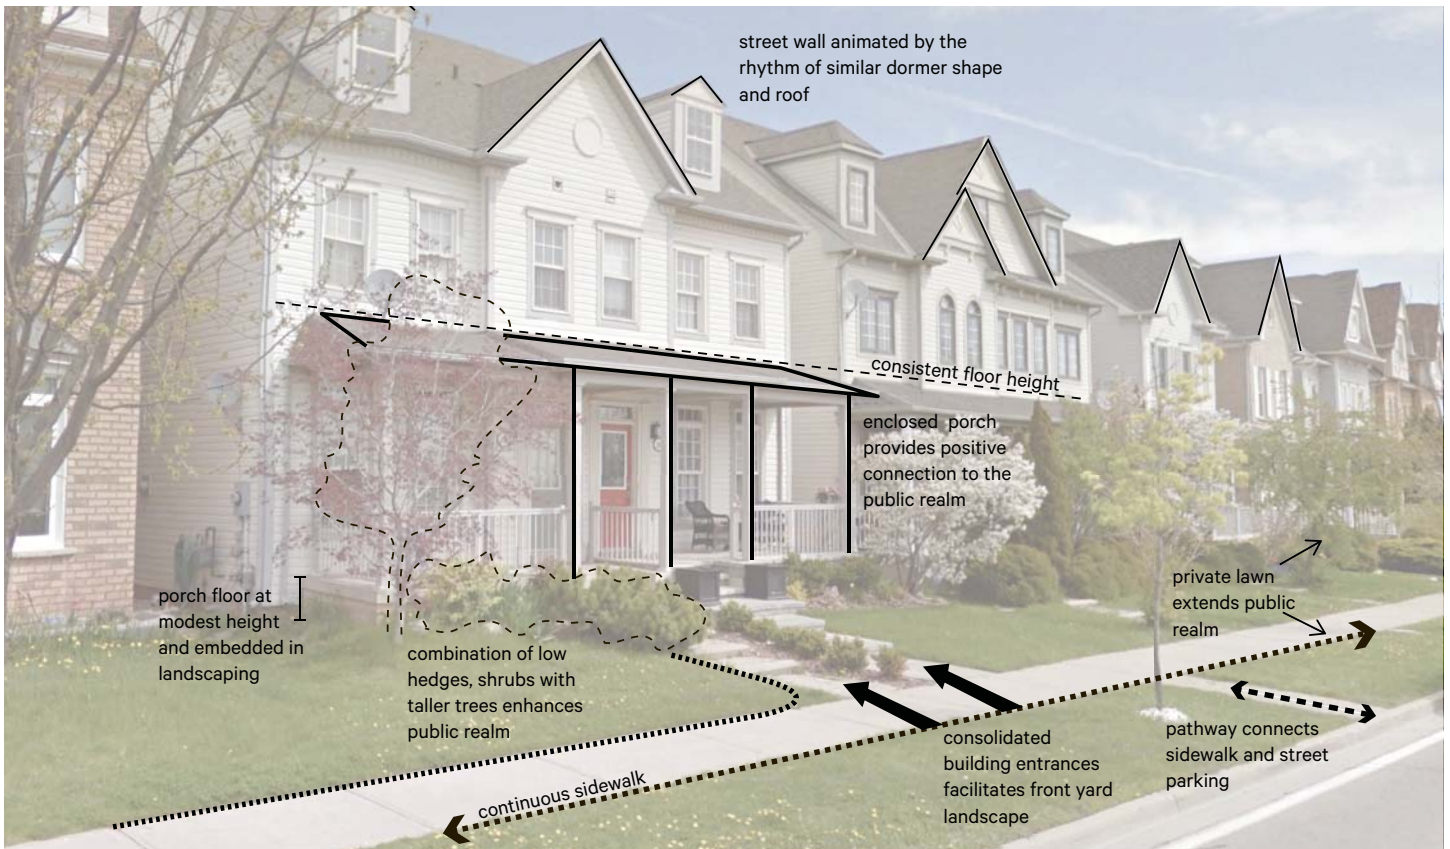 street wall animated by the
rhythm of similar dormer shape
and roof
consistent floor height
enclosed porch
provides positive
connection to the
public realm
private lawn
extends public
realm
porch floor at
modest height
and embedded in
landscaping
combination of low
hedges, shrubs with
taller trees enhances
public realm
pathway connects
sidewalk and street
parking
consolidated
building entrances
facilitates front yard
landscape
continuous sidewalk